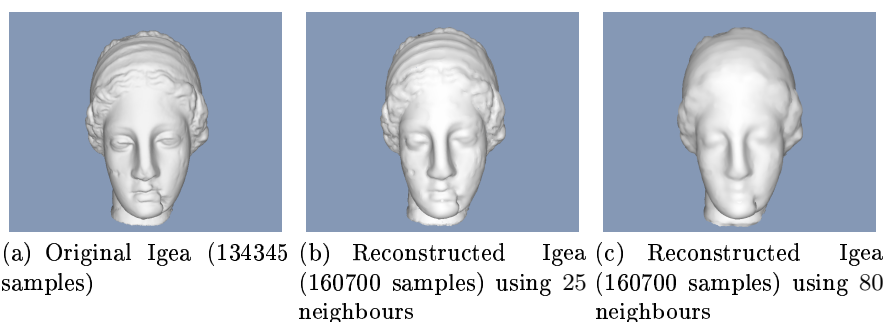 (a) Original Igea (134345
samples)
(b) Reconstructed Igea
(160700 samples) using 25
neighbours
(c) Reconstructed Igea
(160700 samples) using 80
neighbours